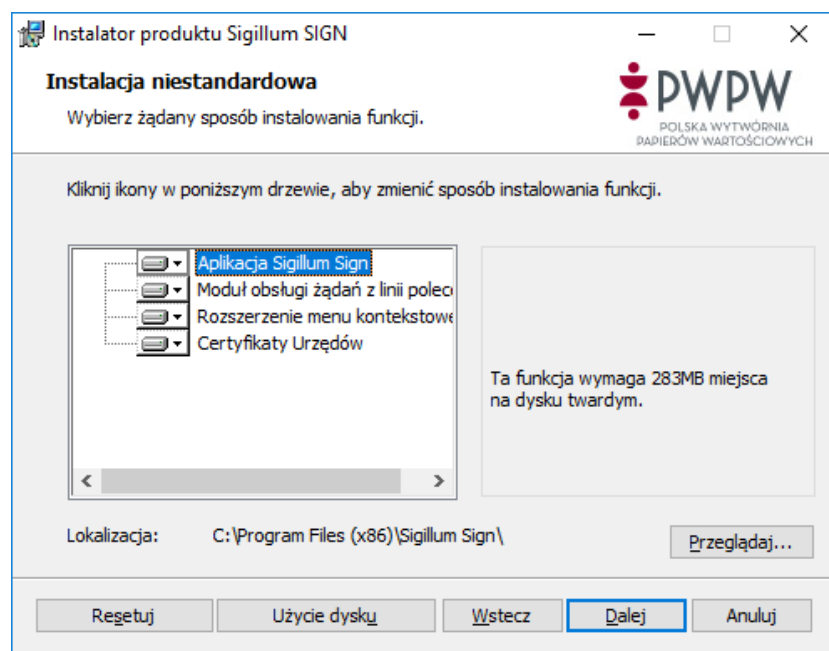 Instalator produktu Sigillum SIGN
Instalacja niestandardowa
Wybierz żądany sposób instalowania funkcji.
PWPW
POLSKA WYTWÓRNIA
PAPIERÓW WARTOŚCIOWYCH
Kliknij ikony w poniższym drzewie, aby zmienić sposób instalowania funkcji.
Aplikacja Sigillum Sign
Moduł obsługi żądań z linii polec
Rozszerzenie menu kontekstowe
Certyfikaty Urzędów
Ta funkcja wymaga 283MB miejsca
na dysku twardym.
Lokalizacja: C:\Program Files (x86)\Sigillum Sign\
Przeglądaj...
Resetuj Użycie dysku Wstecz Dalej Anuluj